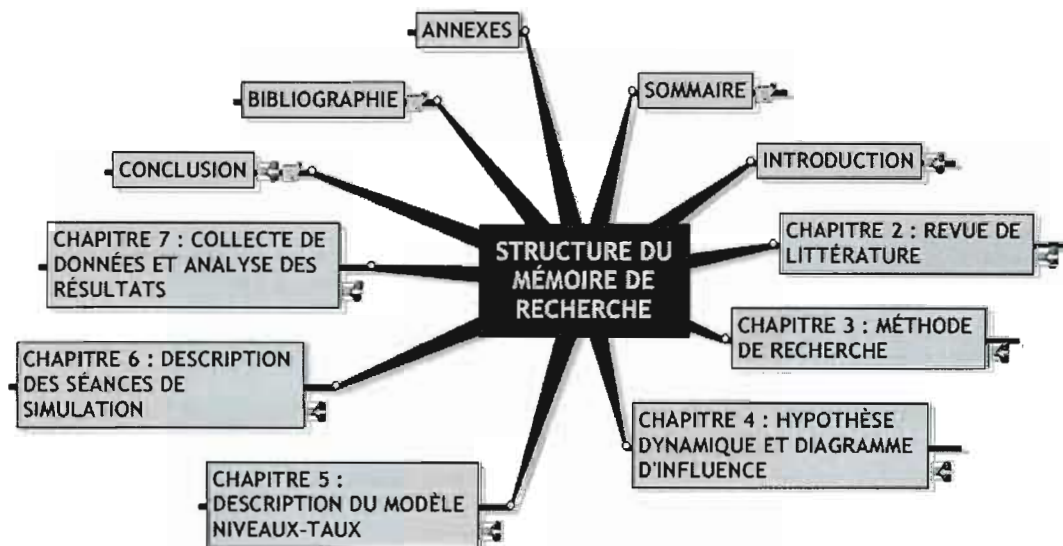 STRUCTURE DU
MÉMOIRE DE
RECHERCHE
SOMMAIRE
INTRODUCTION
CHAPITRE 2 : REVUE DE
LITTÉRATURE
CHAPITRE 3 : MÉTHODE
DE RECHERCHE
CHAPITRE 4 : HYPOTHÈSE
DYNAMIQUE ET DIAGRAMME
D'INFLUENCE
CHAPITRE 5 :
DESCRIPTION DU MODÈLE
NIVEAUX-TAUX
CHAPITRE 6 : DESCRIPTION
DES SÉANCES DE
SIMULATION
CHAPITRE 7 : COLLECTE DE
DONNÉES ET ANALYSE DES
RÉSULTATS
CONCLUSION
BIBLIOGRAPHIE
ANNEXES